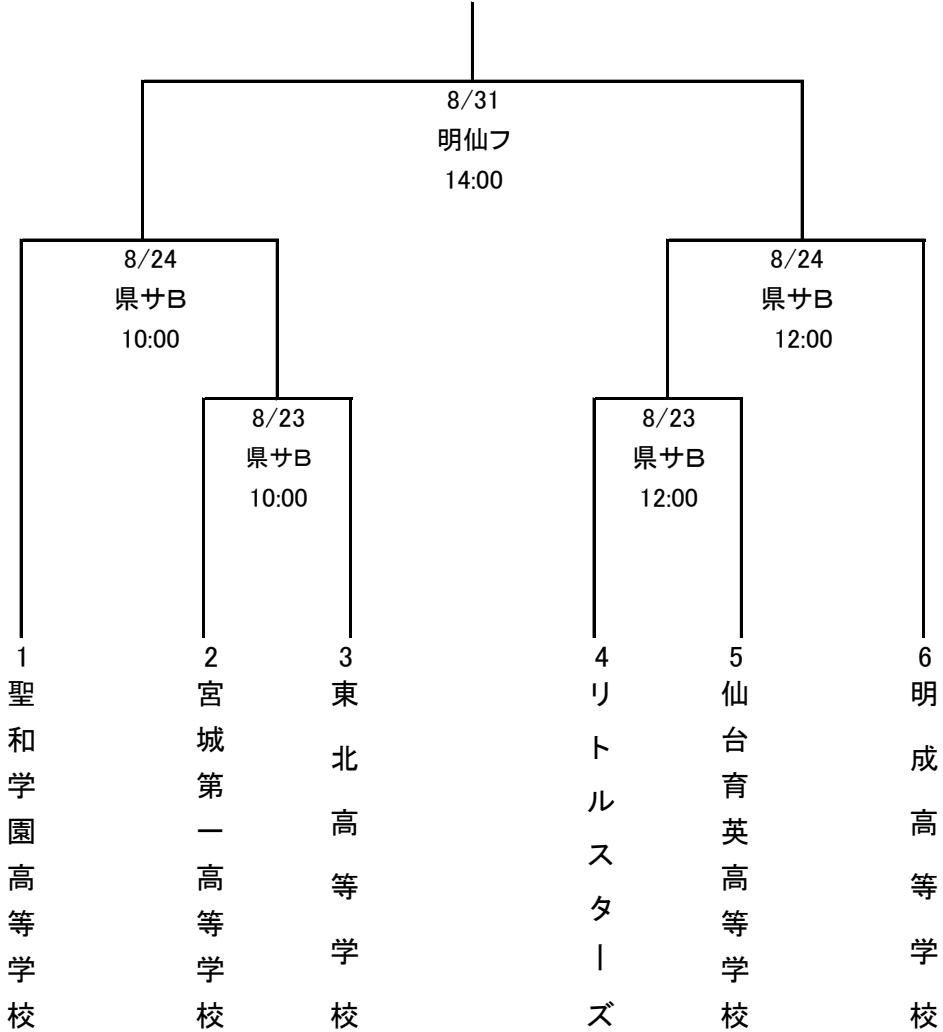 8/31
明仙フ
14:00
8/24
県サB
10:00
8/24
県サB
12:00
8/23
県サB
10:00
8/23
県サB
12:00
1
聖和学園高等学校
2
宮城第一高等学校
3
東北高等学校
4
リトルスターズ
5
仙台育英高等学校
6
明成高等学校